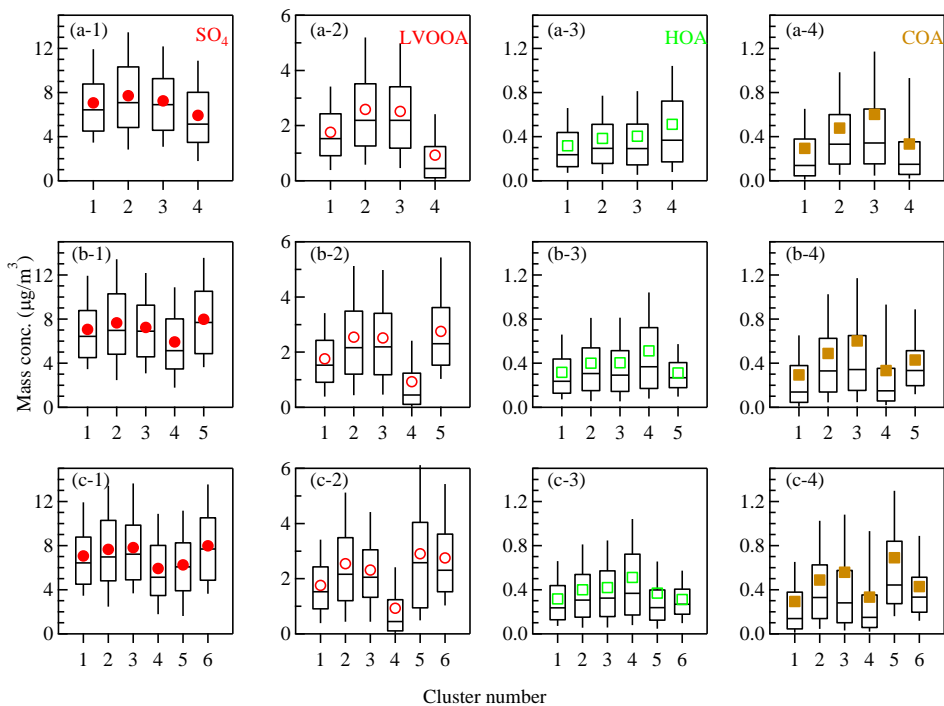 (a-1) SO4
12
8
4
0
1 2 3 4
(a-2) LVOOA
6
4
2
0
1 2 3 4
(a-3) HOA
1.2
0.8
0.4
0.0
1 2 3 4
(a-4) COA
1.2
0.8
0.4
0.0
1 2 3 4
Mass conc. (µg/m³)
(b-1)
12
8
4
0
1 2 3 4 5
(b-2)
6
4
2
0
1 2 3 4 5
(b-3)
1.2
0.8
0.4
0.0
1 2 3 4 5
(b-4)
1.2
0.8
0.4
0.0
1 2 3 4 5
(c-1)
12
8
4
0
1 2 3 4 5 6
(c-2)
6
4
2
0
1 2 3 4 5 6
(c-3)
1.2
0.8
0.4
0.0
1 2 3 4 5 6
(c-4)
1.2
0.8
0.4
0.0
1 2 3 4 5 6
Cluster number